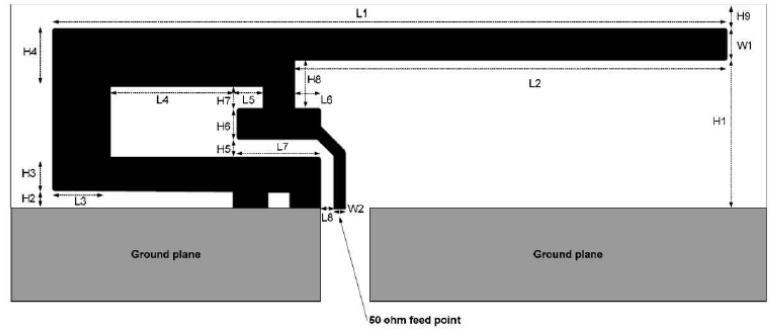 L1
H9
H4
W1
H8
L2
L4
H7
L5
L6
H1
H6
H5
L7
H3
L3
H2
L8
W2
Ground plane
Ground plane
50 ohm feed point